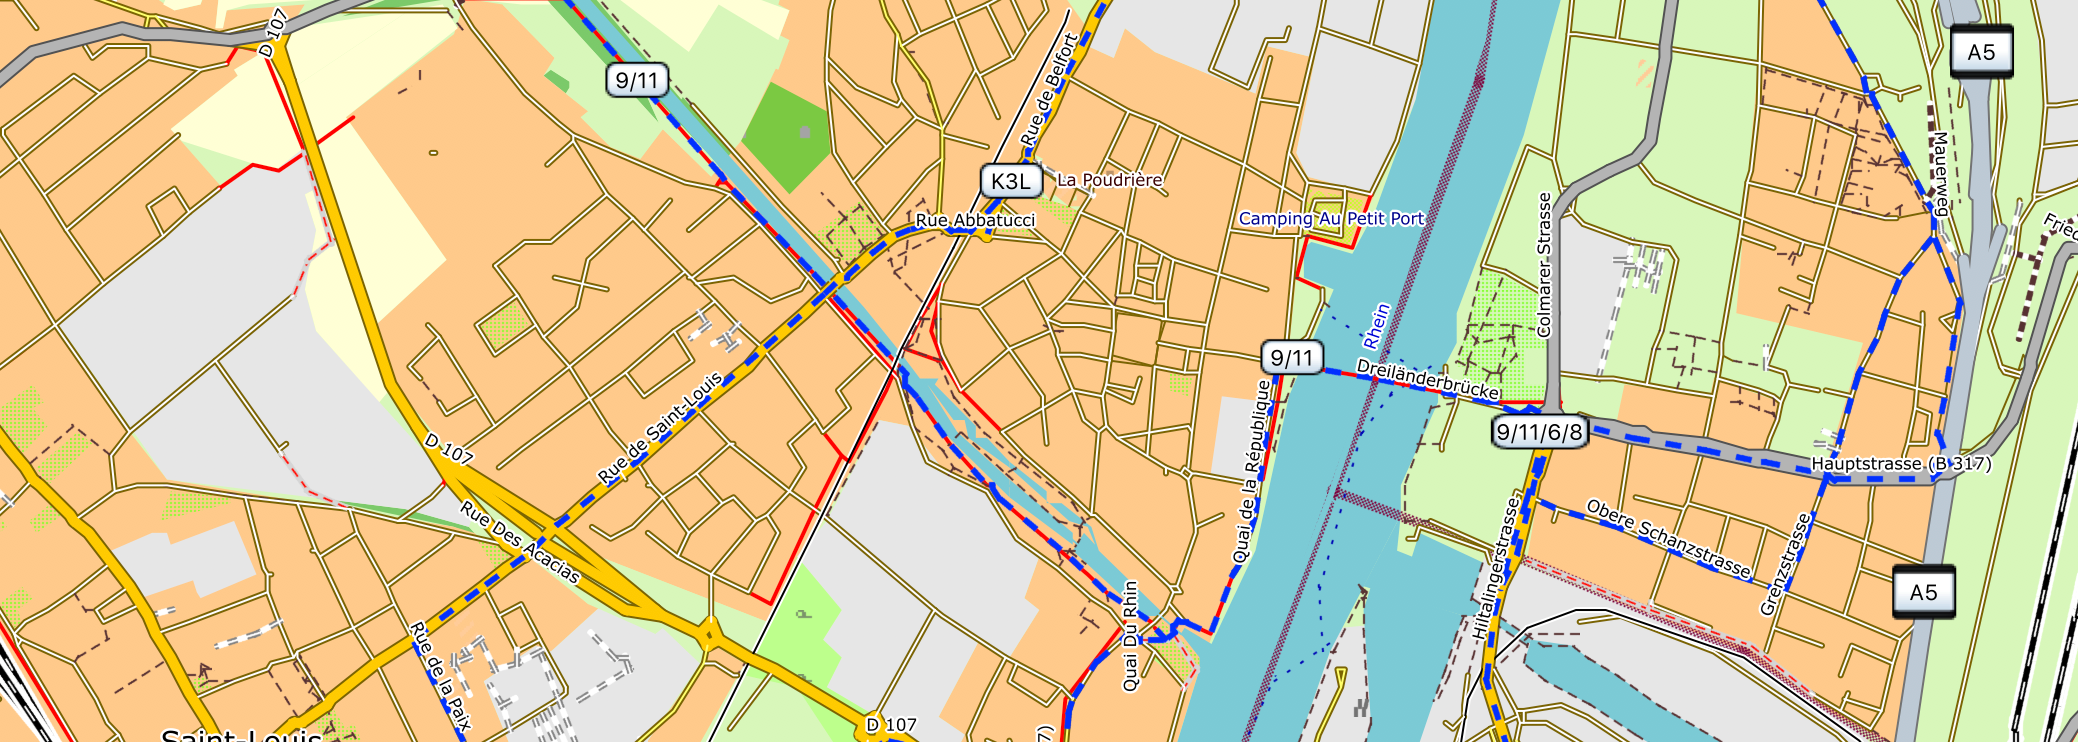 D 107
9/11
Rue de Belfort
A5
Mauerweg
K3L
La Poudrière
Rue Abbatucci
Camping Au Petit Port
Colmarer Strasse
Rhein
9/11
Dreiländerbrücke
Quai de la République
9/11/6/8
Hauptstrasse (B 317)
Rue de Saint-Louis
D 107
Rue Des Acacias
Obere Schanzstrasse
Grenzstrasse
Hiltalingerstrasse
A5
Quai Du Rhin
Rue de la Paix
D 107
Saint-Louis